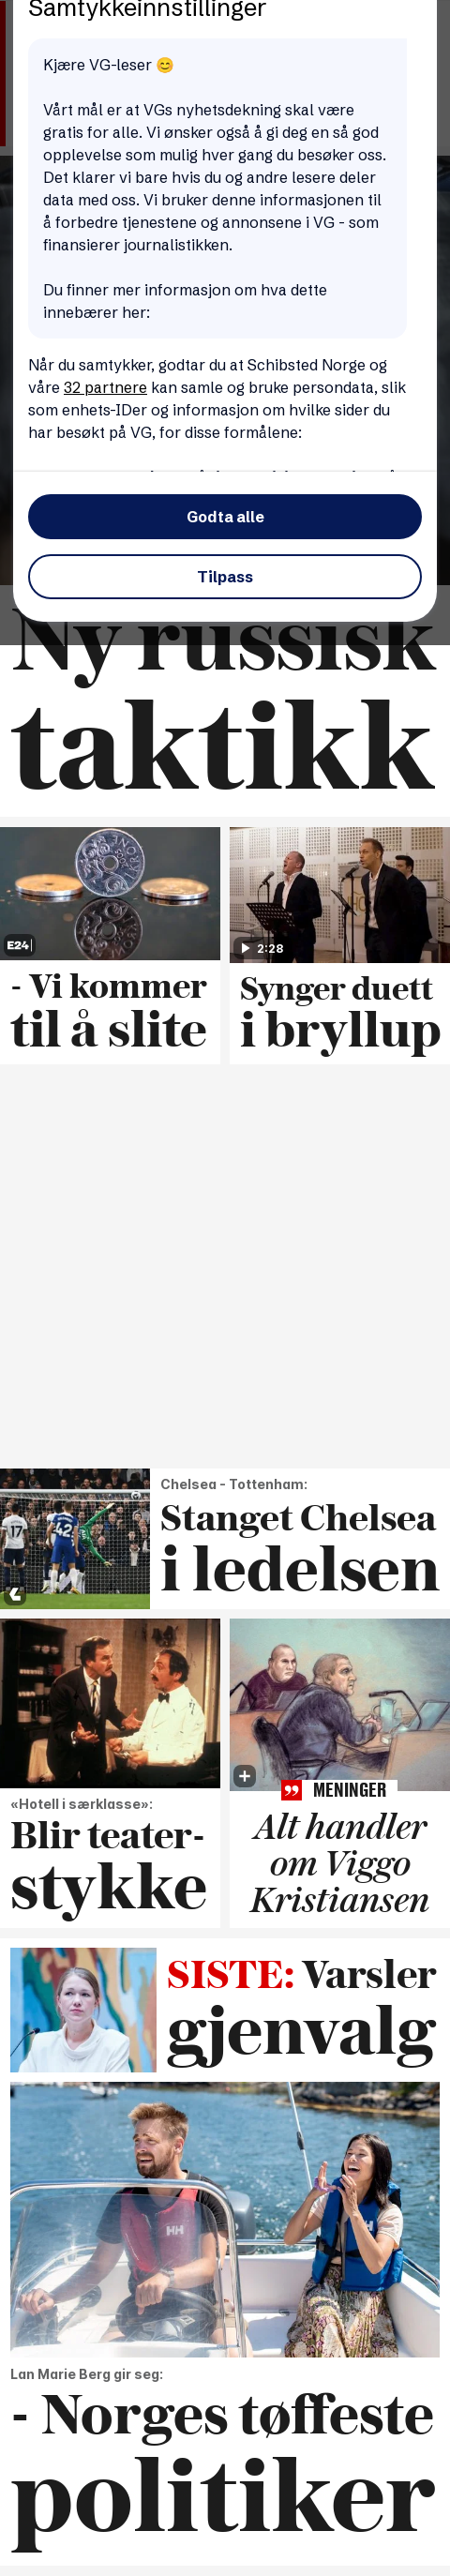 Samtykkeinnstillinger
Kjære VG-leser 😊
Vårt mål er at VGs nyhetsdekning skal være
gratis for alle. Vi ønsker også å gi deg en så god
opplevelse som mulig hver gang du besøker oss.
Det klarer vi bare hvis du og andre lesere deler
data med oss. Vi bruker denne informasjonen til
å forbedre tjenestene og annonsene i VG - som
finansierer journalistikken.
Du finner mer informasjon om hva dette
innebærer her:
Når du samtykker, godtar du at Schibsted Norge og
våre 32 partnere kan samle og bruke persondata, slik
som enhets-IDer og informasjon om hvilke sider du
har besøkt på VG, for disse formålene:
Godta alle
Tilpass
Ny russisk
taktikk
E24
- Vi kommer
til å slite
2:28
Synger duett
i bryllup
17
42
Chelsea - Tottenham:
Stanget Chelsea
i ledelsen
«Hotell i særklasse»:
Blir teater-
stykke
MENINGER
Alt handler
om Viggo
Kristiansen
SISTE: Varsler
gjenvalg
HH
Lan Marie Berg gir seg:
- Norges tøffeste
politiker